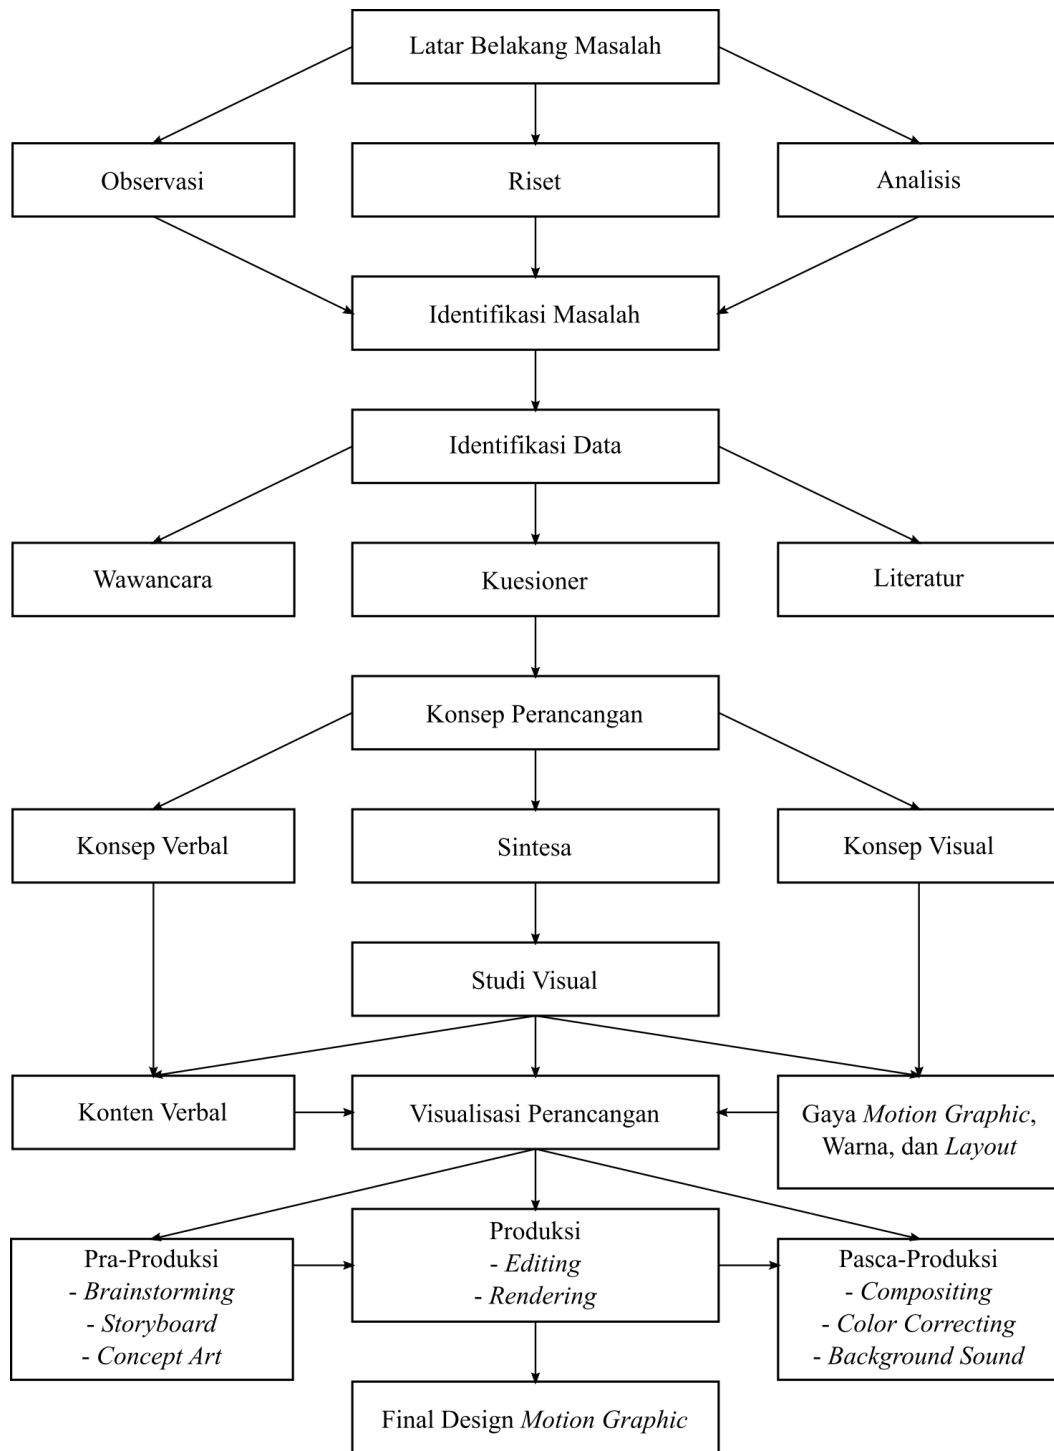 Latar Belakang Masalah
Observasi
Riset
Analisis
Identifikasi Masalah
Identifikasi Data
Wawancara
Kuesioner
Literatur
Konsep Perancangan
Konsep Verbal
Sintesa
Konsep Visual
Studi Visual
Konten Verbal
Visualisasi Perancangan
Gaya Motion Graphic,
Warna, dan Layout
Pra-Produksi
- Brainstorming
- Storyboard
- Concept Art
Produksi
- Editing
- Rendering
Pasca-Produksi
- Compositing
- Color Correcting
- Background Sound
Final Design Motion Graphic